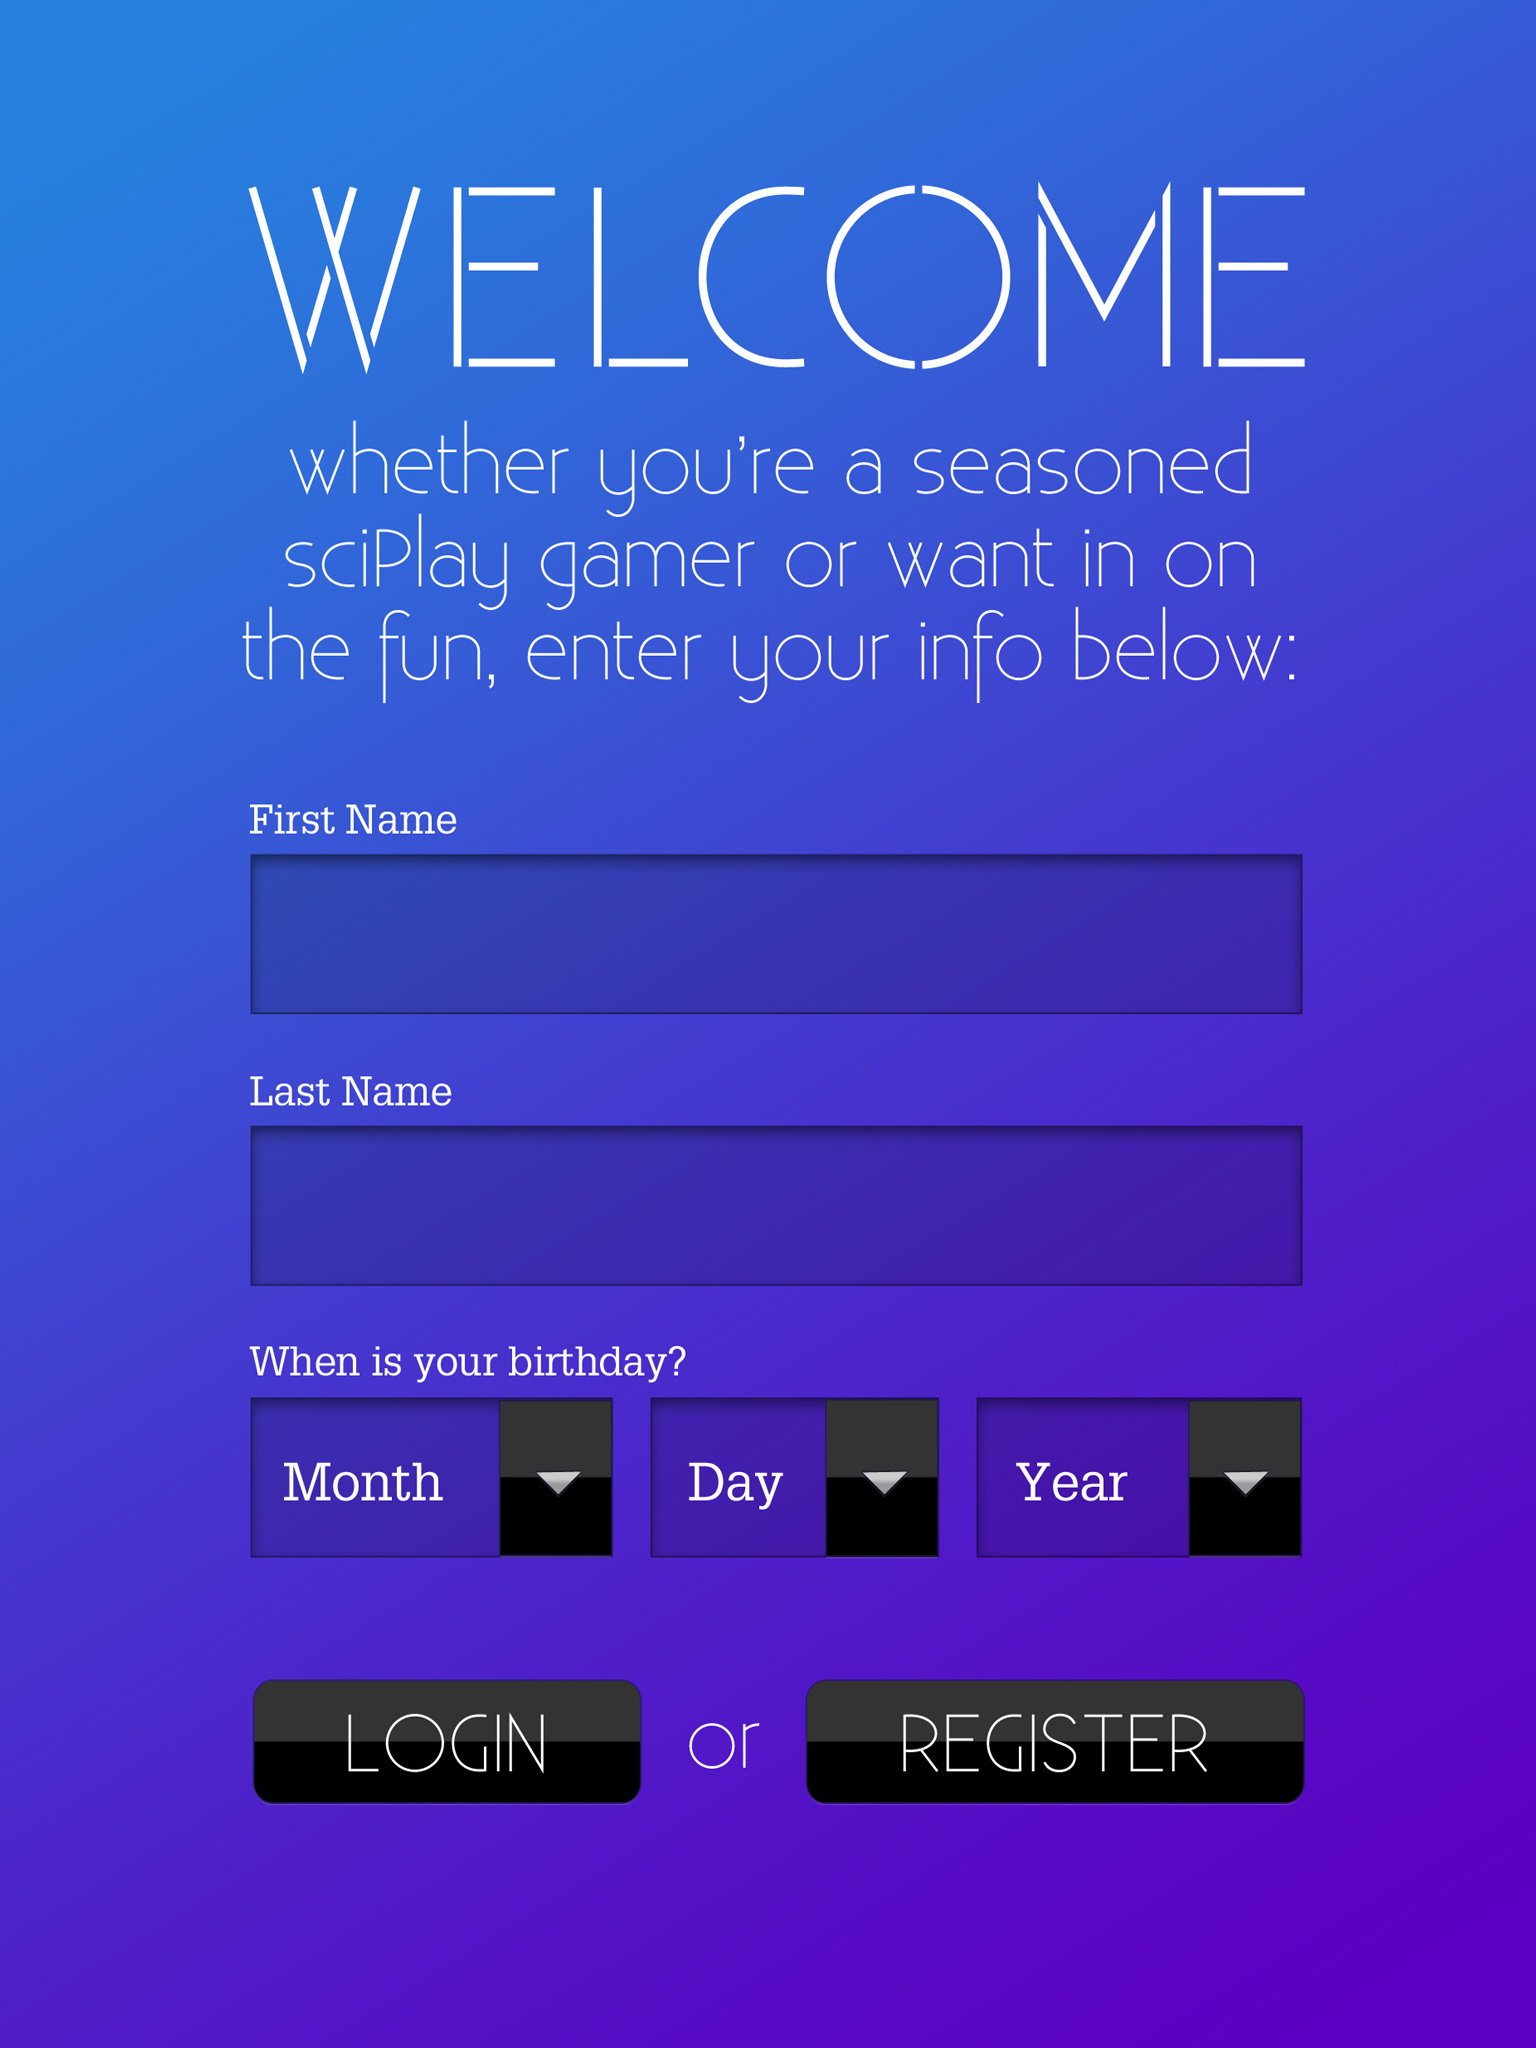 WELCOME
whether you're a seasoned
sciPlay gamer or want in on
the fun, enter your info below:
First Name
Last Name
When is your birthday?
Month Day Year
LOGIN or REGISTER